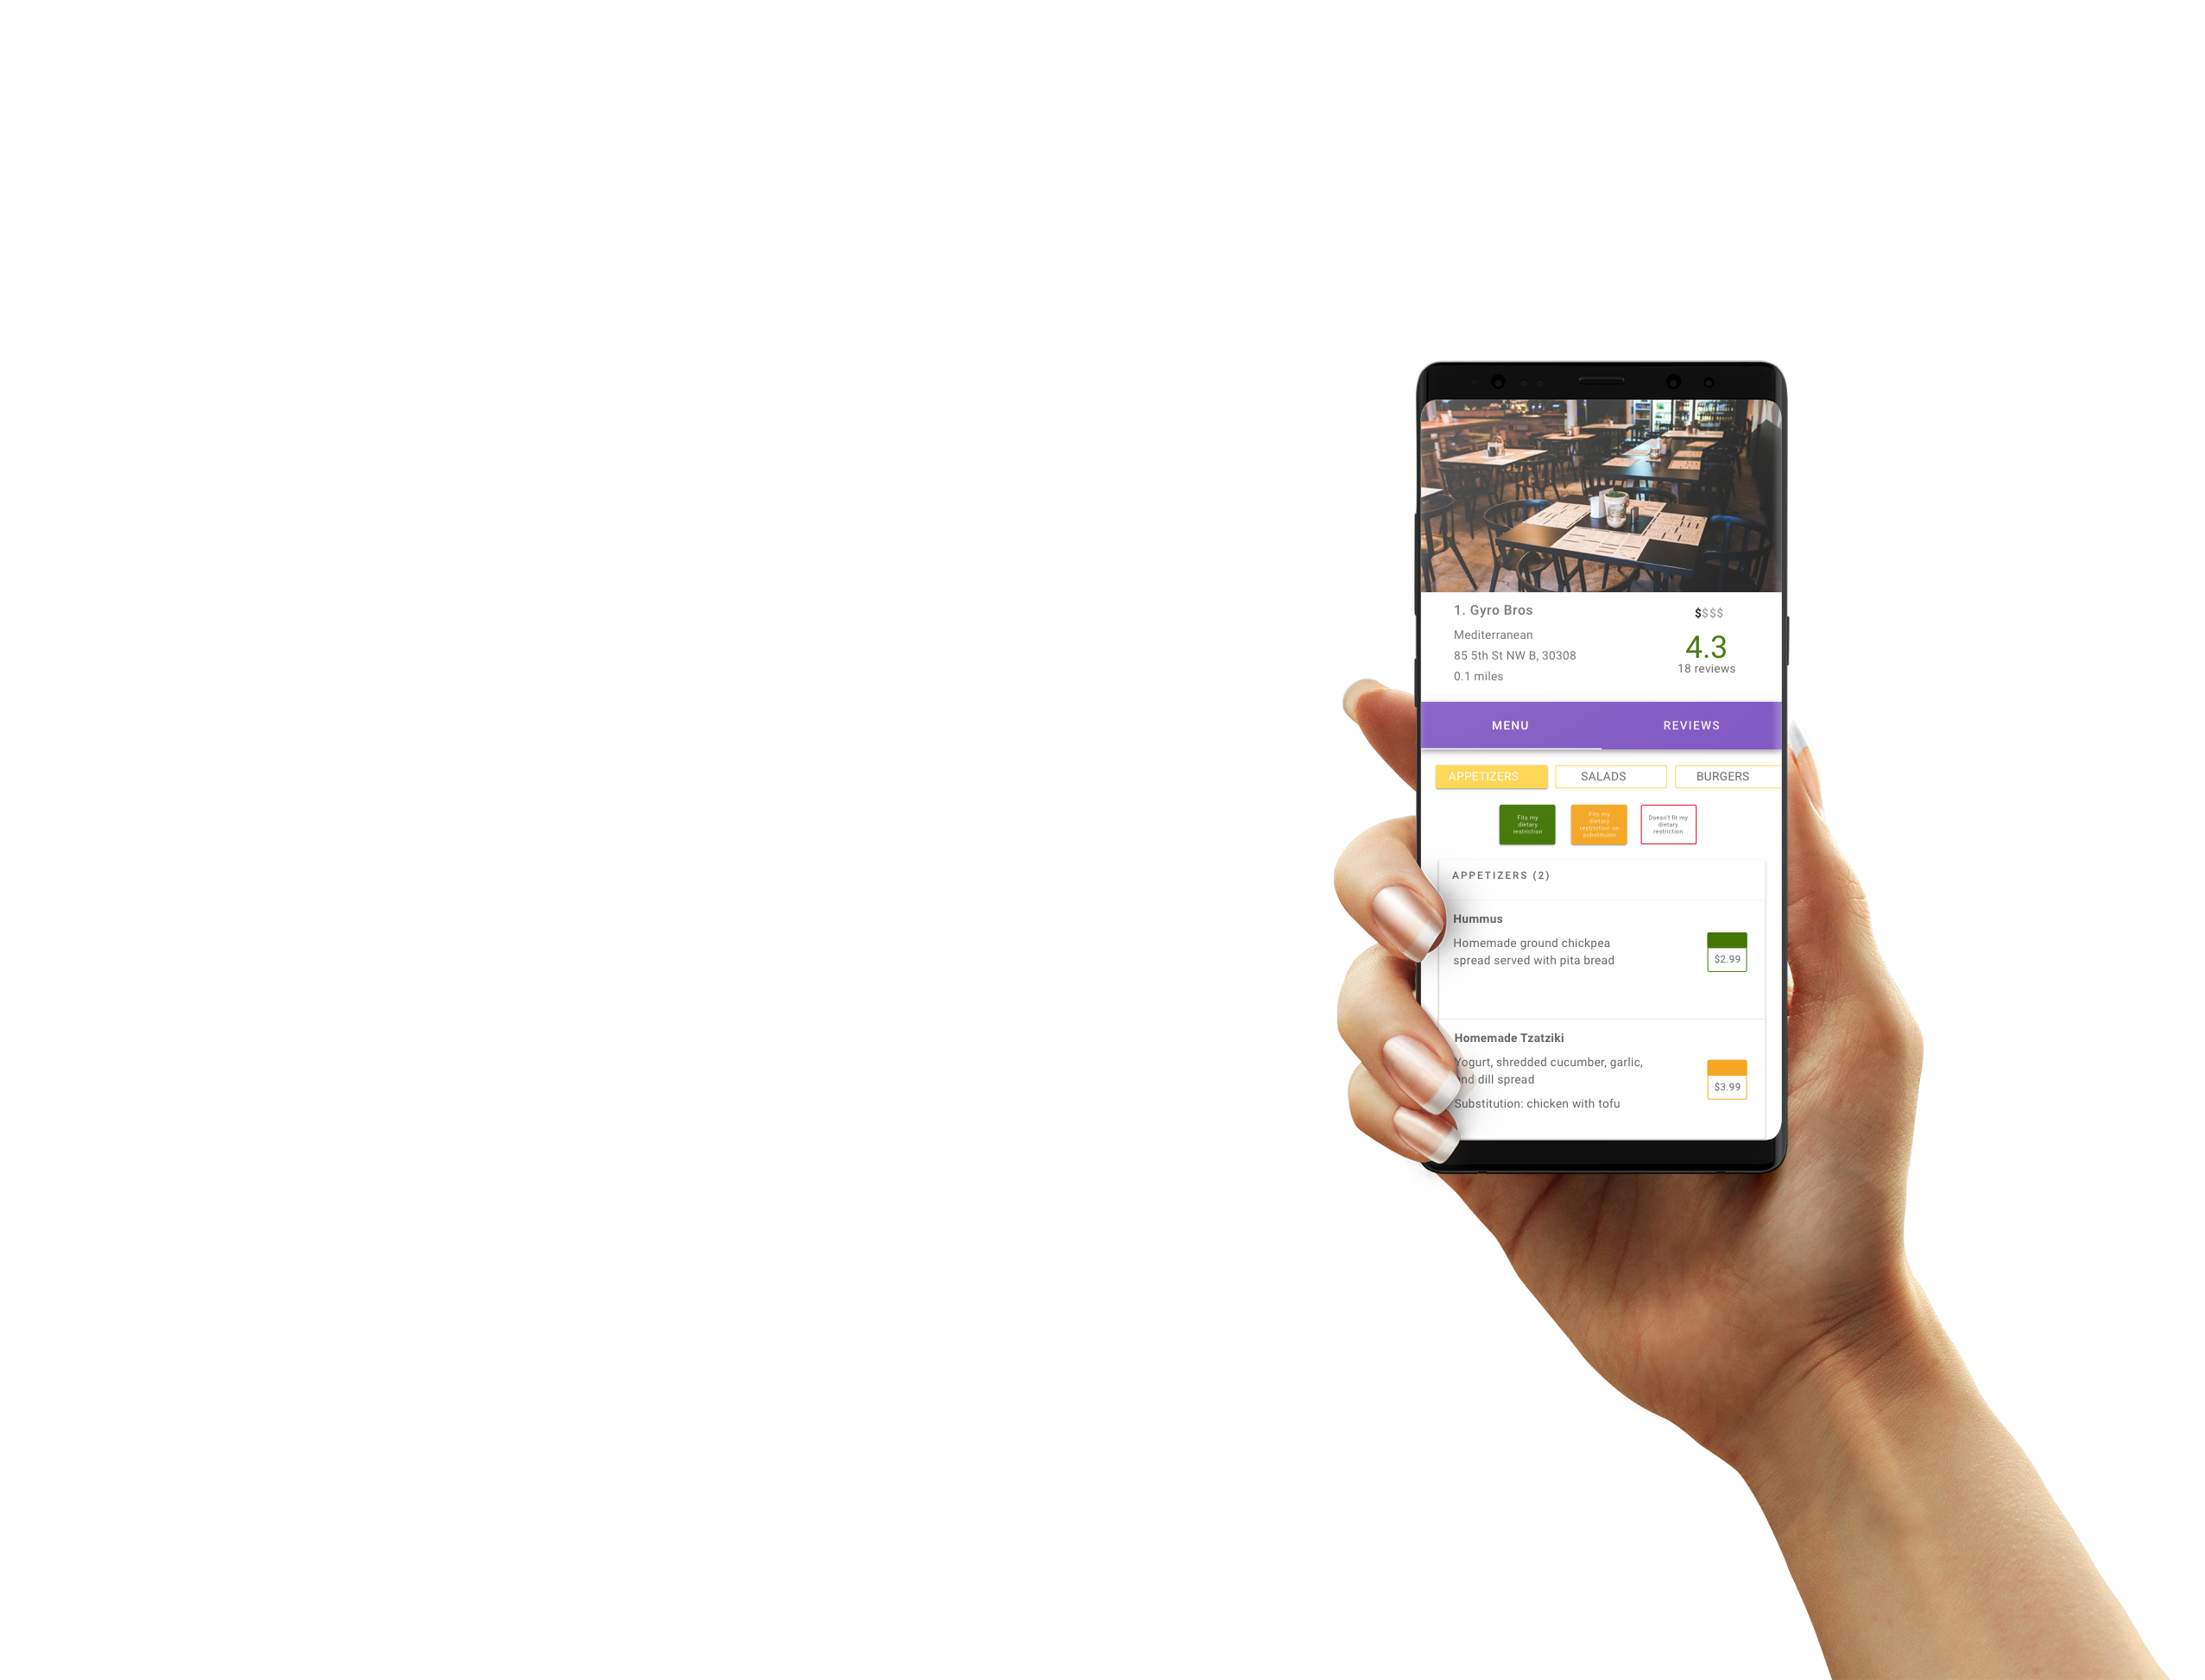 1. Gyro Bros
$$$$
Mediterranean
4.3
85 5th St NW B, 30308
18 reviews
0.1 miles
MENU
REVIEWS
APPETIZERS
SALADS
BURGERS
Fits my
dietary
restriction
Fits my
dietary
restriction on
substitution
Doesn't fit my
dietary
restriction
APPETIZERS (2)
Hummus
Homemade ground chickpea
spread served with pita bread
$2.99
Homemade Tzatziki
Yogurt, shredded cucumber, garlic,
and dill spread
$3.99
Substitution: chicken with tofu